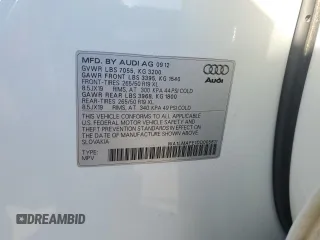 MFD. BY AUDI AG 09 12
GVWR LBS 7055, KG 3200
GAWR FRONT LBS 3395, KG 1540
FRONT-TIRES 265/50 R19 XL
8.5JX19 RIMS, AT 300 KPA 44 PSI COLD
GAWR REAR LBS 3968, KG 1800
REAR-TIRES 265/50 R19 XL
8.5JX19 RIMS, AT 340 KPA 49 PSI COLD
Audi
THIS VEHICLE CONFORMS TO ALL APPLICABLE
U.S. FEDERAL MOTOR VEHICLE SAFETY
STANDARDS IN EFFECT ON THE
DATE OF MANUFACTURE SHOWN ABOVE.
SLOVAKIA
TYPE:
MPV
DREAMBID